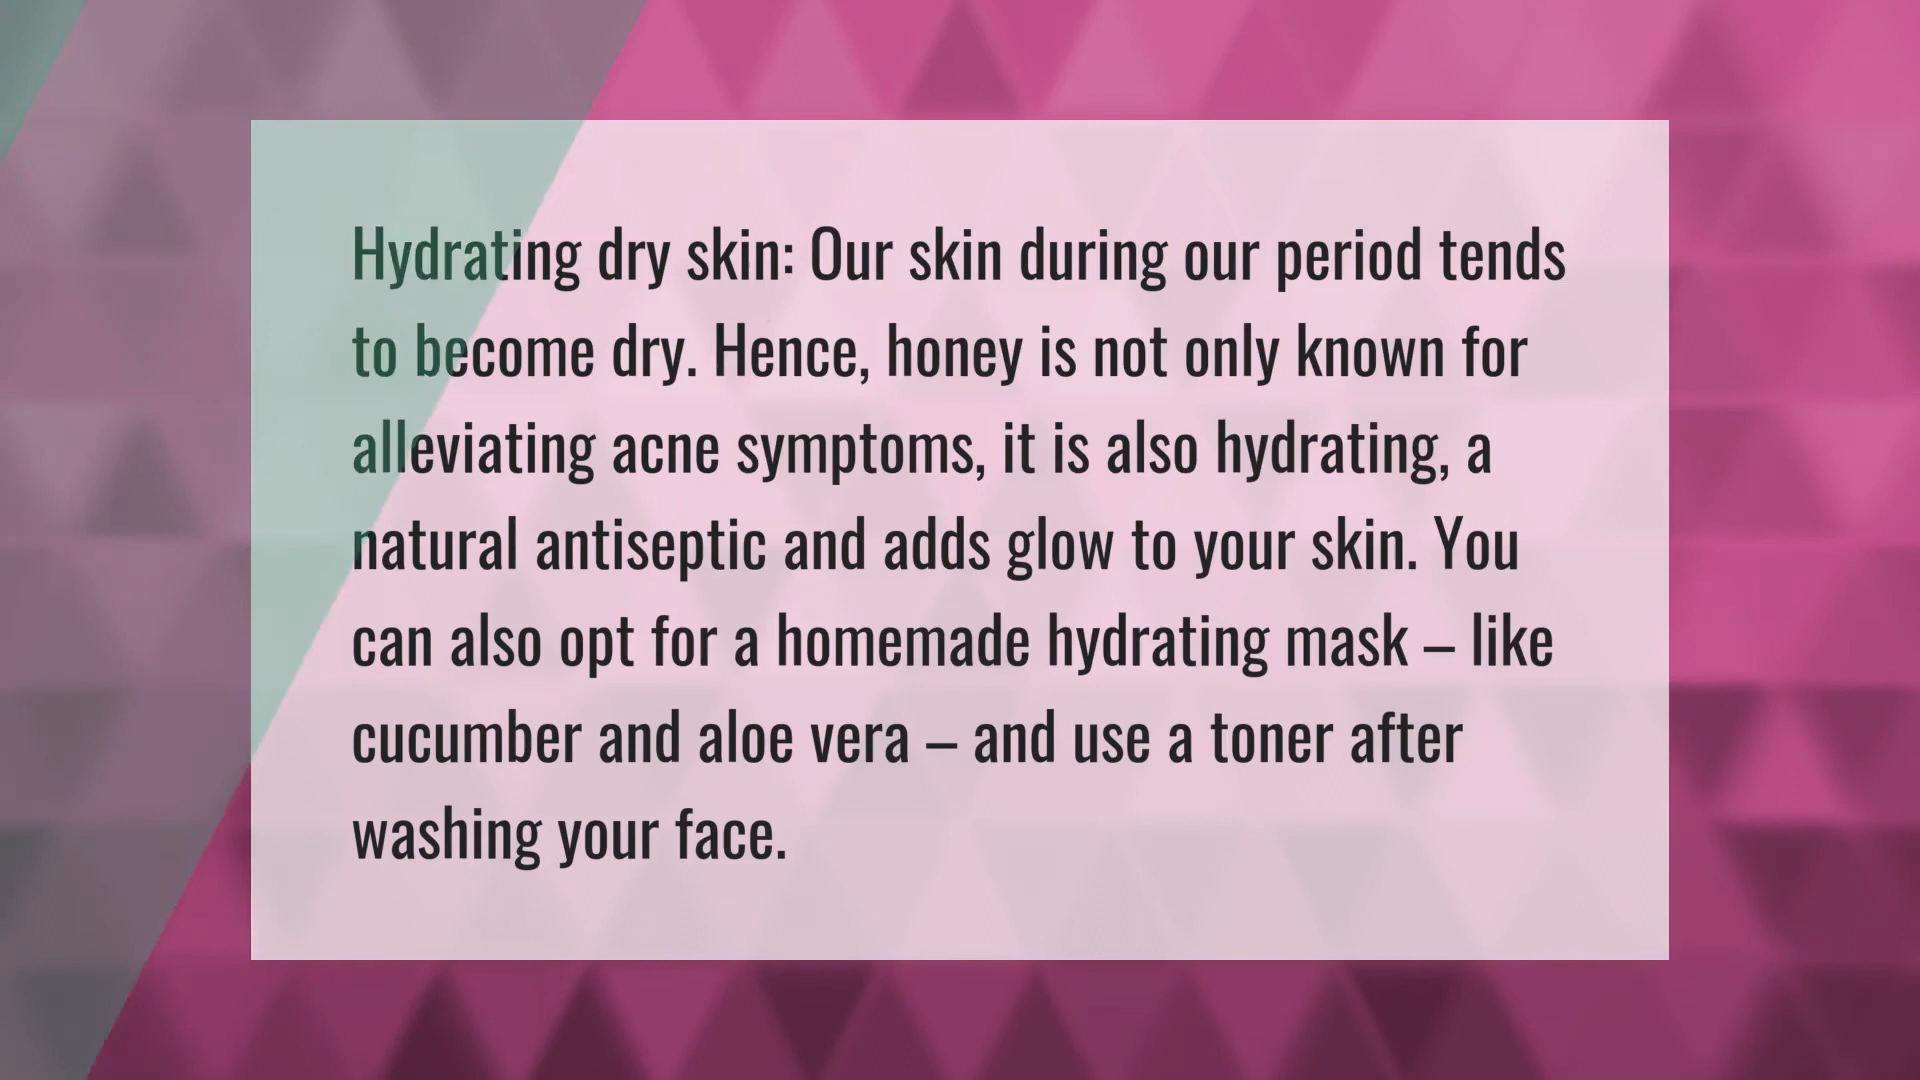 Hydrating dry skin: Our skin during our period tends
to become dry. Hence, honey is not only known for
alleviating acne symptoms, it is also hydrating, a
natural antiseptic and adds glow to your skin. You
can also opt for a homemade hydrating mask – like
cucumber and aloe vera – and use a toner after
washing your face.